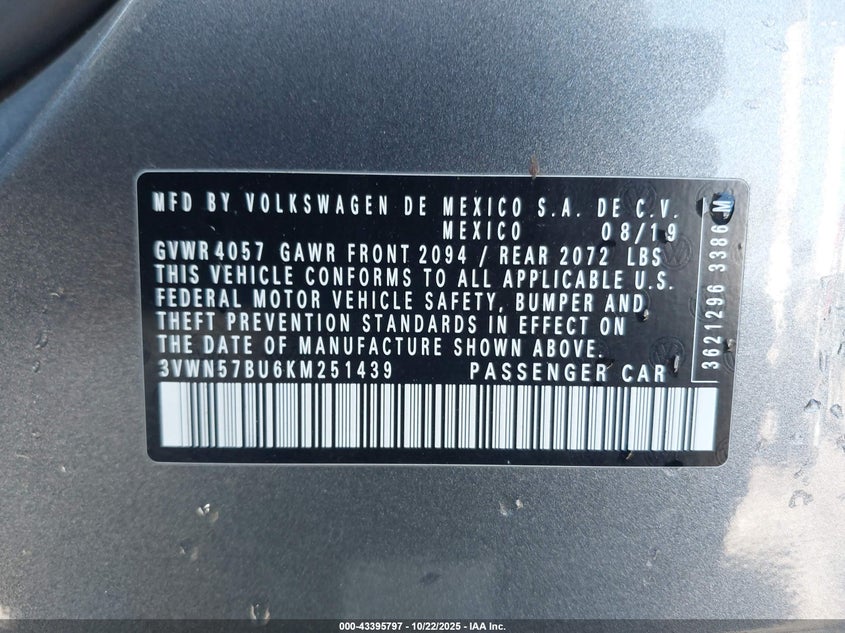 MFD BY VOLKSWAGEN DE MEXICO S.A. DE C.V.
MEXICO 08/19
GVWR 4057 GAWR FRONT 2094 / REAR 2072 LBS
THIS VEHICLE CONFORMS TO ALL APPLICABLE U.S.
FEDERAL MOTOR VEHICLE SAFETY, BUMPER AND
THEFT PREVENTION STANDARDS IN EFFECT ON
THE DATE OF MANUFACTURE SHOWN ABOVE.
3VWN57BU6KM251439 PASSENGER CAR
3621296 3386 M
000-43395797 - 10/22/2025 - IAA Inc.